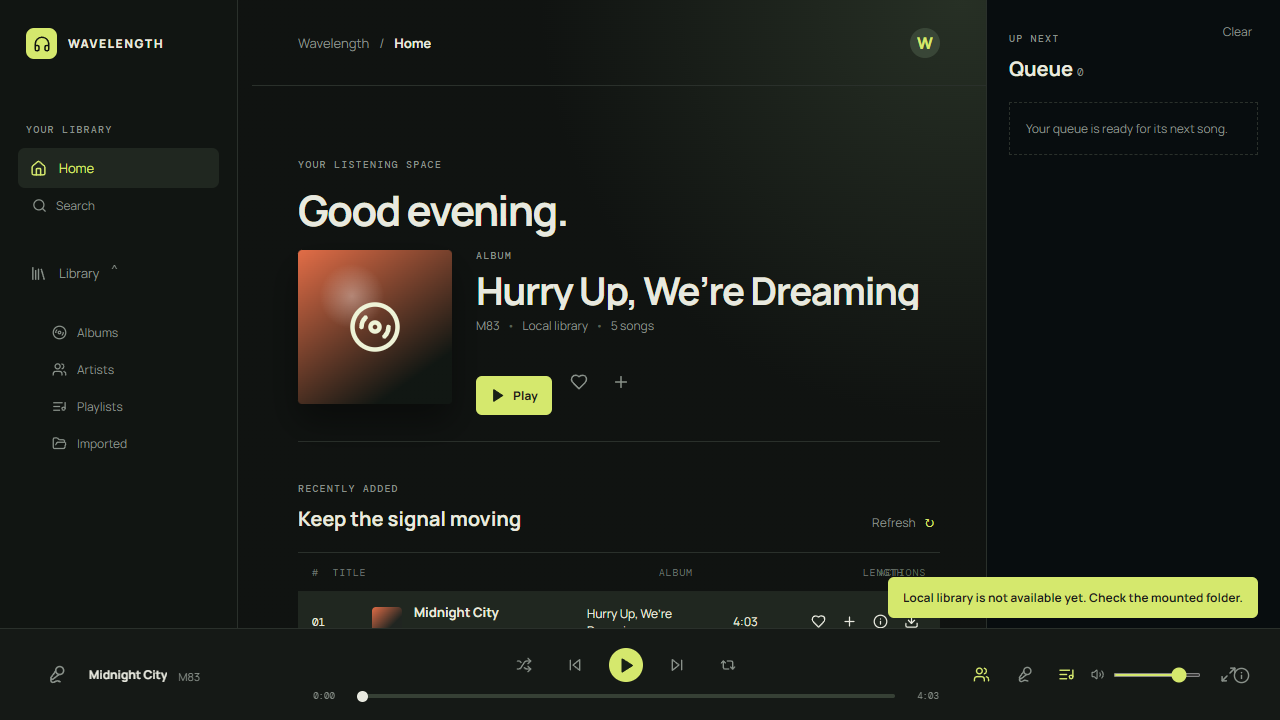 WAVELENGTH
YOUR LIBRARY
Home
Search
Library ^
Albums
Artists
Playlists
Imported
Wavelength / Home
W
YOUR LISTENING SPACE
Good evening.
ALBUM
Hurry Up, We’re Dreaming
M83 • Local library • 5 songs
Play
RECENTLY ADDED
Keep the signal moving
Refresh ↻
# TITLE ALBUM LENGTH ACTIONS
01 Midnight City Hurry Up, We're 4:03
UP NEXT
Clear
Queue 0
Your queue is ready for its next song.
Local library is not available yet. Check the mounted folder.
Midnight City M83
0:00 4:03